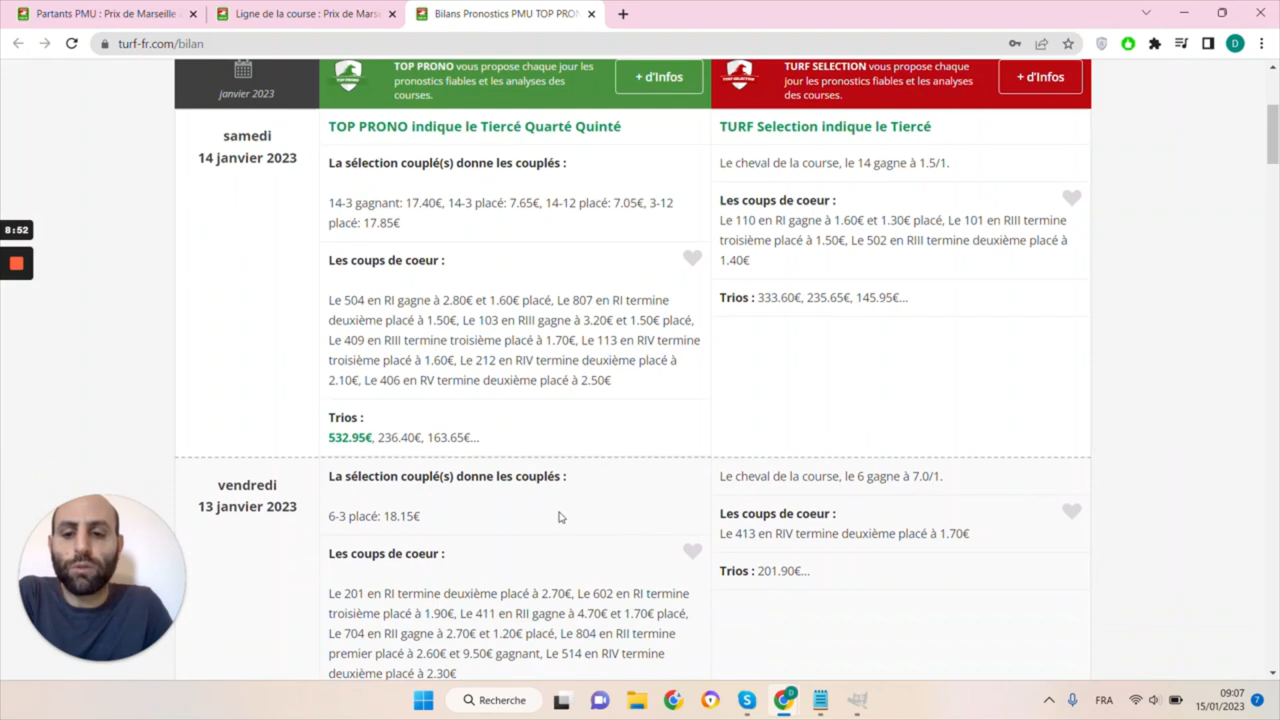 Partants PMU : Prix de Marseille
Ligne de la course : Prix de Mars
Bilans Pronostics PMU TOP PRON
turf-fr.com/bilan
D
janvier 2023
TOP PRONO
TOP PRONO vous propose chaque jour les
pronostics fiables et les analyses des
courses.
+ d'Infos
TURF SELECTION
TURF SELECTION vous propose chaque
jour les pronostics fiables et les analyses
des courses.
+ d'Infos
samedi
14 janvier 2023
TOP PRONO indique le Tiercé Quarté Quinté
La sélection couplé(s) donne les couplés :
14-3 gagnant: 17.40€, 14-3 placé: 7.65€, 14-12 placé: 7.05€, 3-12
placé: 17.85€
Les coups de coeur :
Le 504 en RI gagne à 2.80€ et 1.60€ placé, Le 807 en RI termine
deuxième placé à 1.50€, Le 103 en RIII gagne à 3.20€ et 1.50€ placé,
Le 409 en RIII termine troisième placé à 1.70€, Le 113 en RIV termine
troisième placé à 1.60€, Le 212 en RIV termine deuxième placé à
2.10€, Le 406 en RV termine deuxième placé à 2.50€
Trios :
532.95€, 236.40€, 163.65€...
TURF Selection indique le Tiercé
Le cheval de la course, le 14 gagne à 1.5/1.
Les coups de coeur :
Le 110 en RI gagne à 1.60€ et 1.30€ placé, Le 101 en RIII termine
troisième placé à 1.50€, Le 502 en RIII termine deuxième placé à
1.40€
Trios : 333.60€, 235.65€, 145.95€...
8:52
vendredi
13 janvier 2023
La sélection couplé(s) donne les couplés :
6-3 placé: 18.15€
Les coups de coeur :
Le 201 en RI termine deuxième placé à 2.70€, Le 602 en RI termine
troisième placé à 1.90€, Le 411 en RII gagne à 4.70€ et 1.70€ placé,
Le 704 en RII gagne à 2.70€ et 1.20€ placé, Le 804 en RII termine
premier placé à 2.60€ et 9.50€ gagnant, Le 514 en RIV termine
deuxième placé à 2.30€
Le cheval de la course, le 6 gagne à 7.0/1.
Les coups de coeur :
Le 413 en RIV termine deuxième placé à 1.70€
Trios : 201.90€...
Recherche
D
FRA
09:07
15/01/2023
7